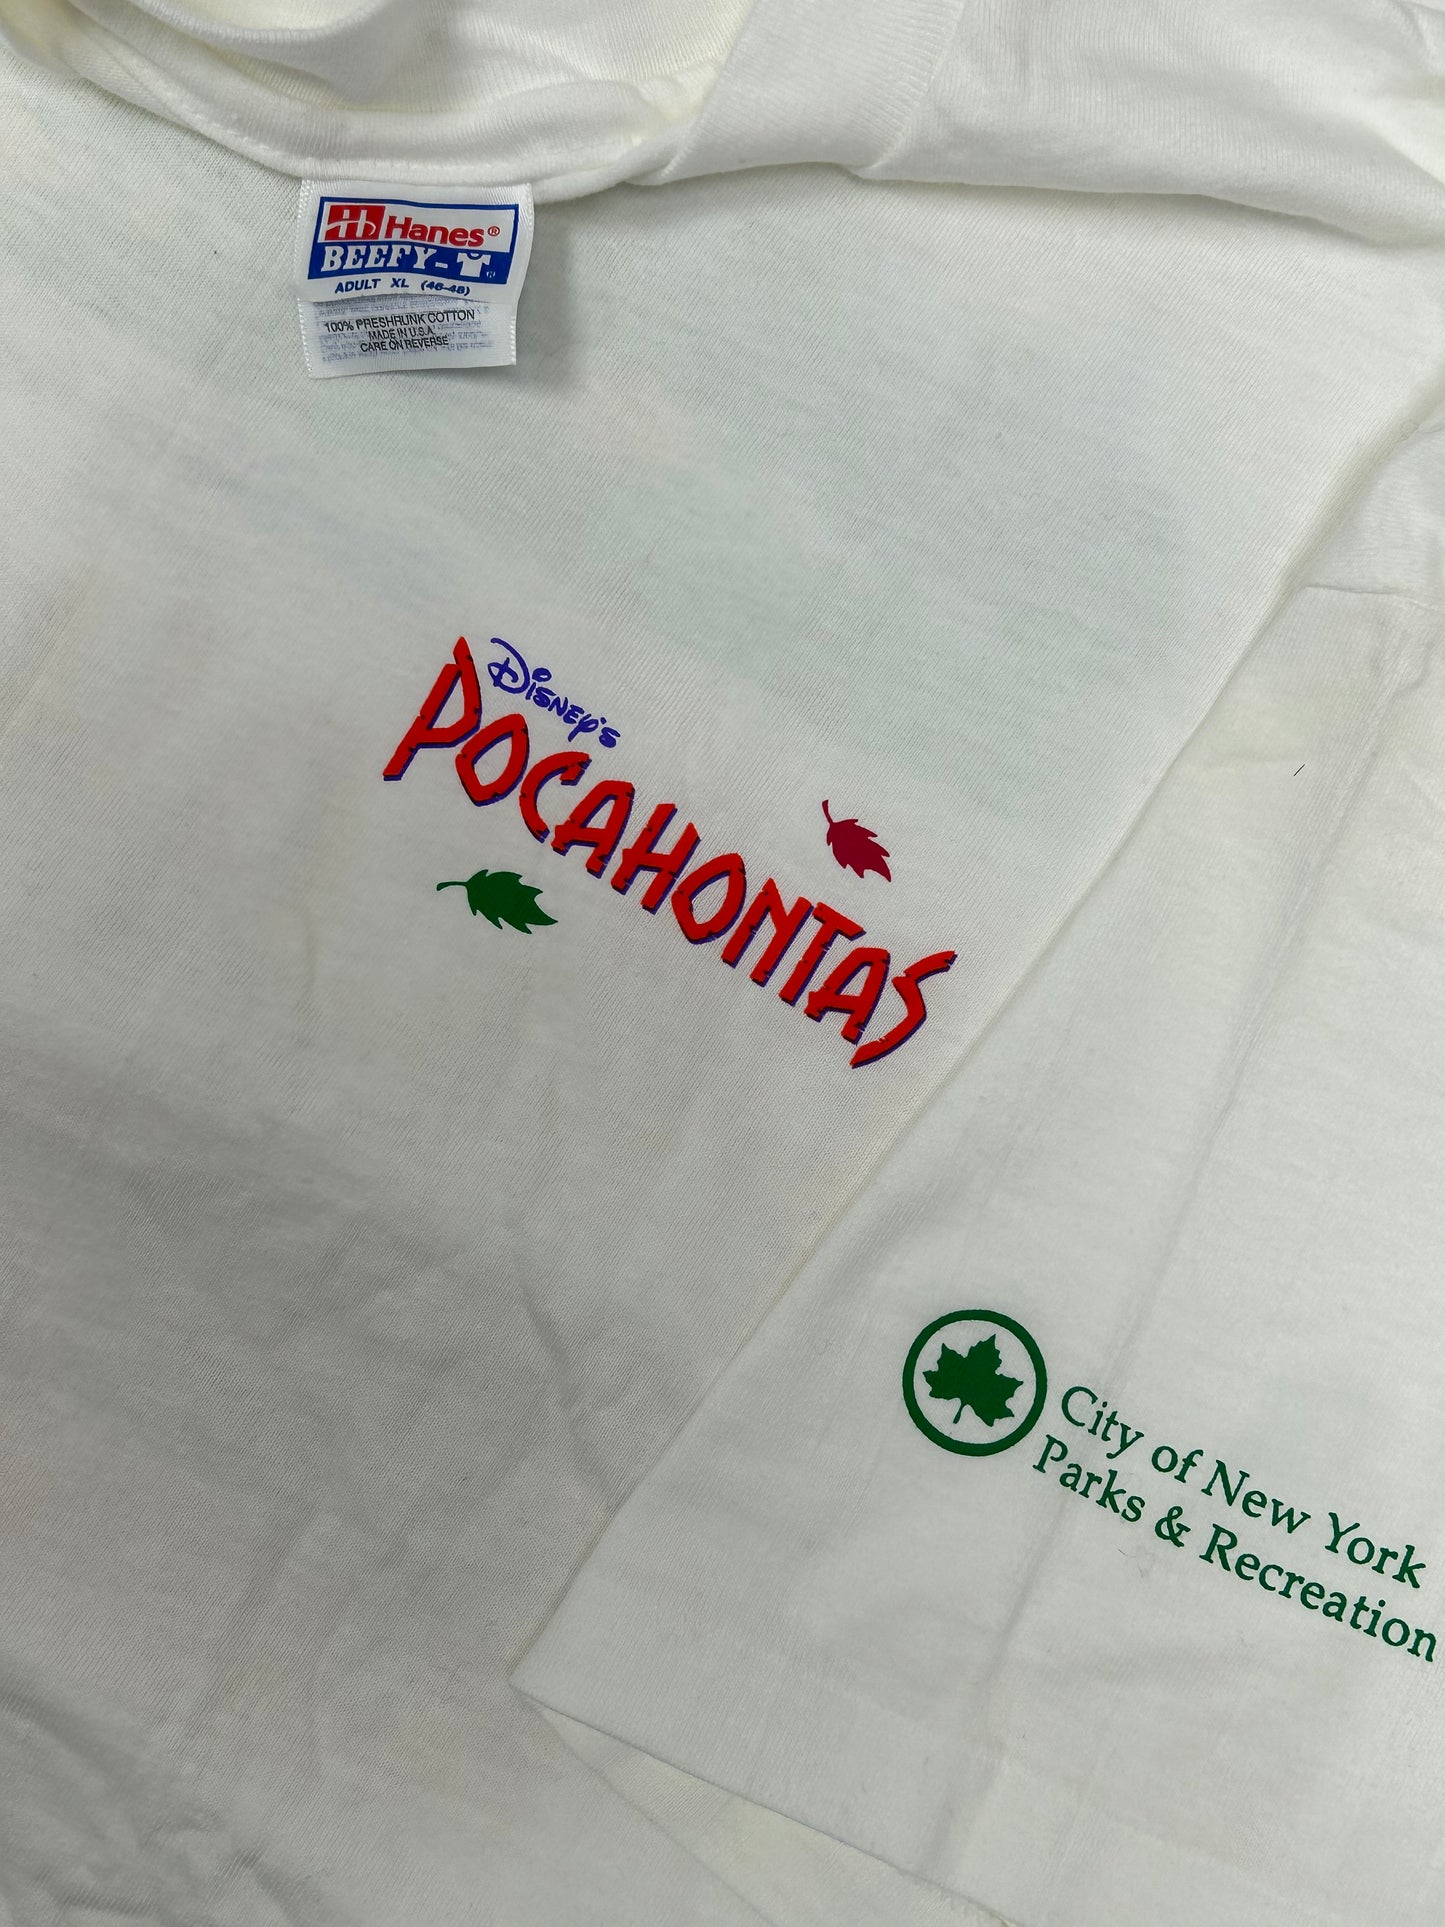 Hanes®
BEEFY-T®
ADULT XL (46-48)
100% PRESHRUNK COTTON
MADE IN U.S.A.
CARE ON REVERSE
Disney's
POCAHONTAS
City of New York
Parks & Recreation